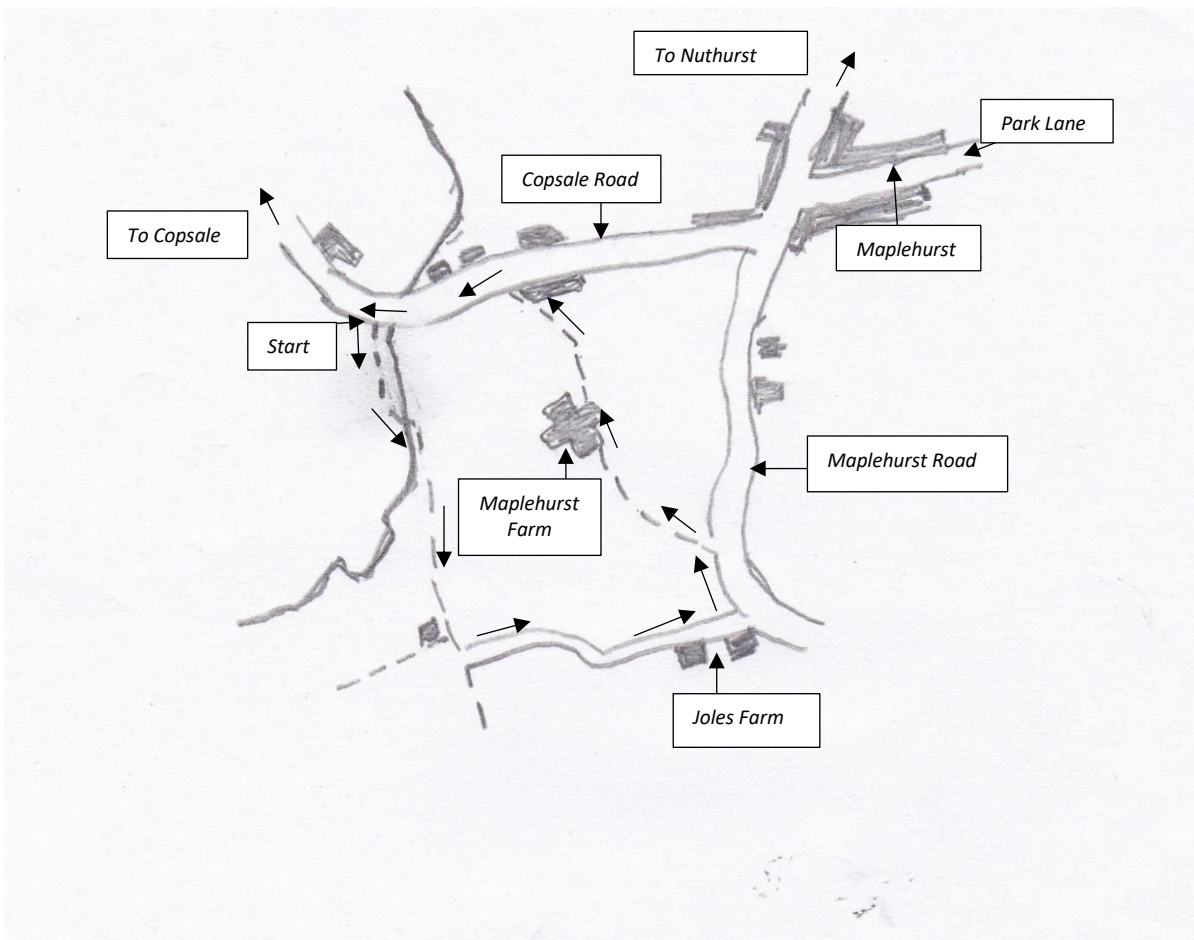 To Nuthurst
Park Lane
Copsale Road
To Copsale
Maplehurst
Start
Maplehurst Road
Maplehurst
Farm
Joles Farm